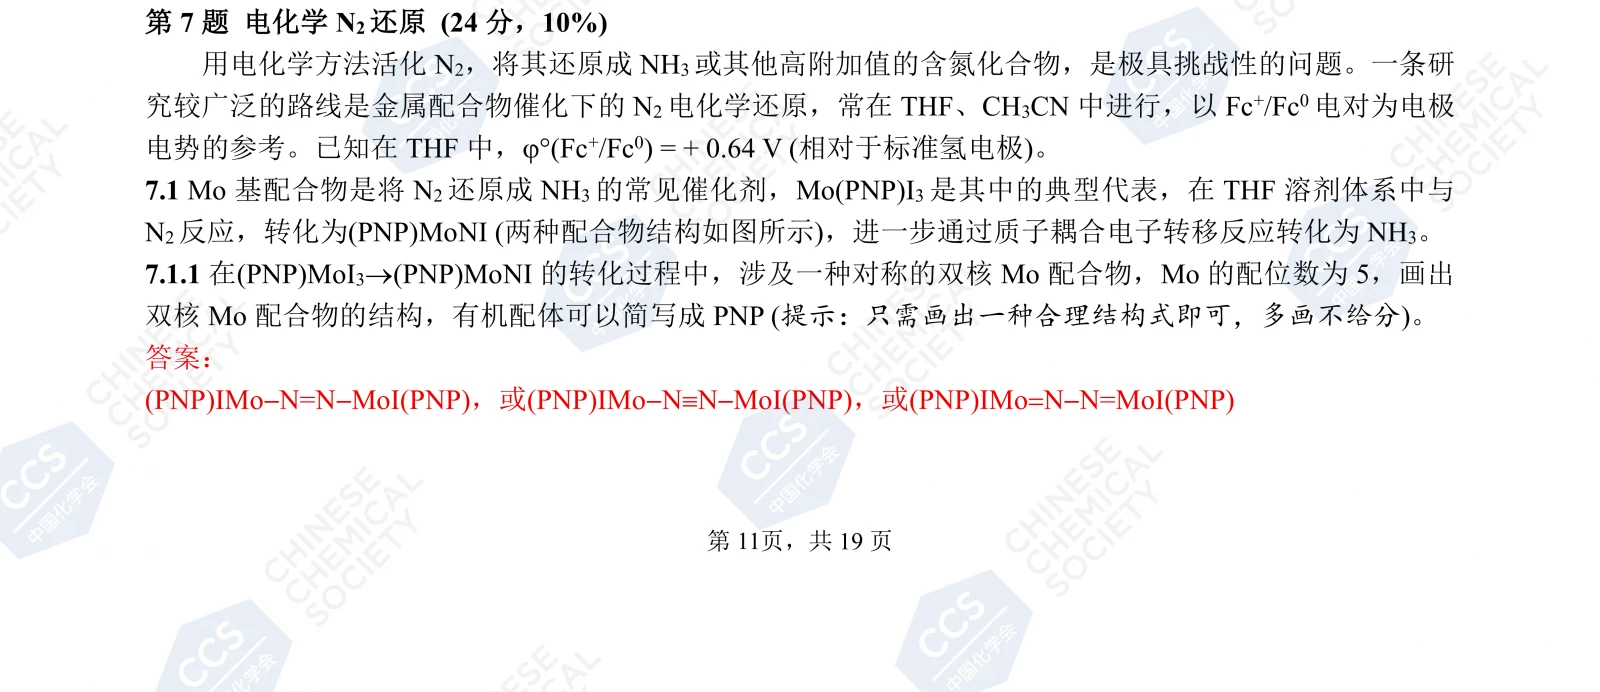 第 7 题 电化学 N₂还原 (24 分，10%)
用电化学方法活化 N₂，将其还原成 NH₃或其他高附加值的含氮化合物，是极具挑战性的问题。一条研
究较广泛的路线是金属配合物催化下的 N₂电化学还原，常在 THF、CH₃CN 中进行，以 Fc⁺/Fc⁰ 电对为电极
电势的参考。已知在 THF 中，φ°(Fc⁺/Fc⁰) = + 0.64 V (相对于标准氢电极)。
7.1 Mo 基配合物是将 N₂还原成 NH₃的常见催化剂，Mo(PNP)I₃是其中的典型代表，在 THF 溶剂体系中与
N₂反应，转化为(PNP)MoNI (两种配合物结构如图所示)，进一步通过质子耦合电子转移反应转化为 NH₃。
7.1.1 在(PNP)MoI₃→(PNP)MoNI 的转化过程中，涉及一种对称的双核 Mo 配合物，Mo 的配位数为 5，画出
双核 Mo 配合物的结构，有机配体可以简写成 PNP (提示：只需画出一种合理结构式即可，多画不给分)。
答案：
(PNP)IMo−N=N−MoI(PNP)，或(PNP)IMo−N≡N−MoI(PNP)，或(PNP)IMo=N−N=MoI(PNP)
第 11页，共 19 页
CCS 中国化学会
CHINESE CHEMICAL SOCIETY